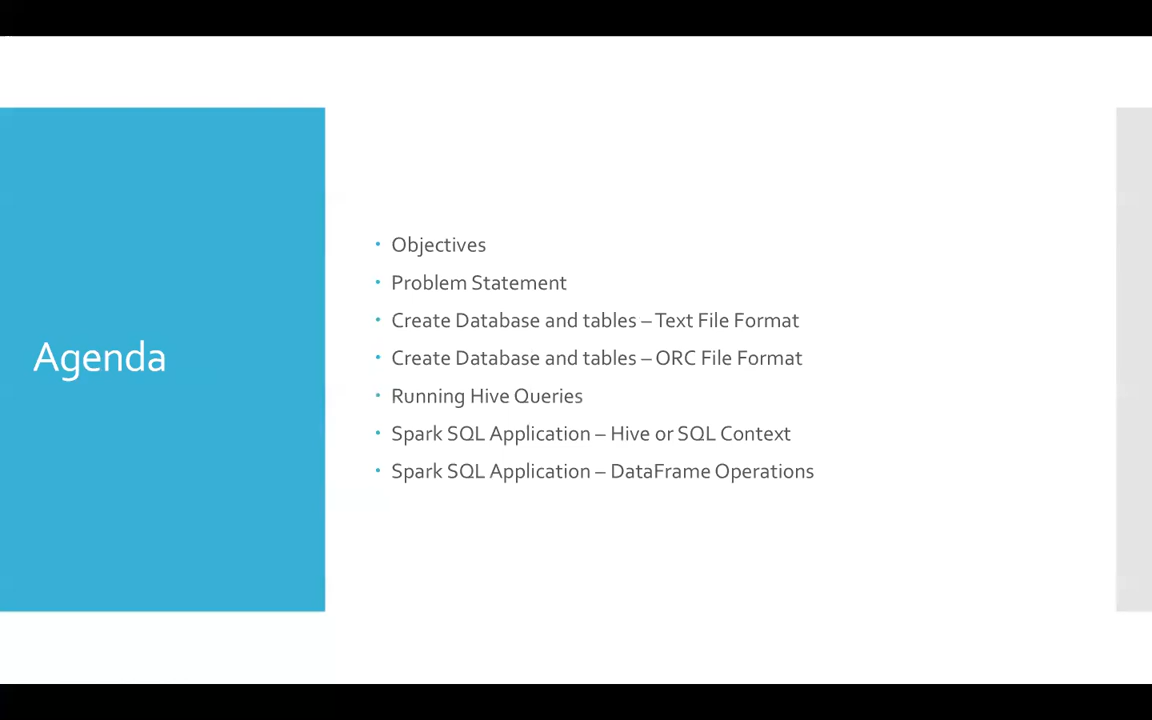 Agenda
• Objectives
• Problem Statement
• Create Database and tables – Text File Format
• Create Database and tables – ORC File Format
• Running Hive Queries
• Spark SQL Application – Hive or SQL Context
• Spark SQL Application – DataFrame Operations